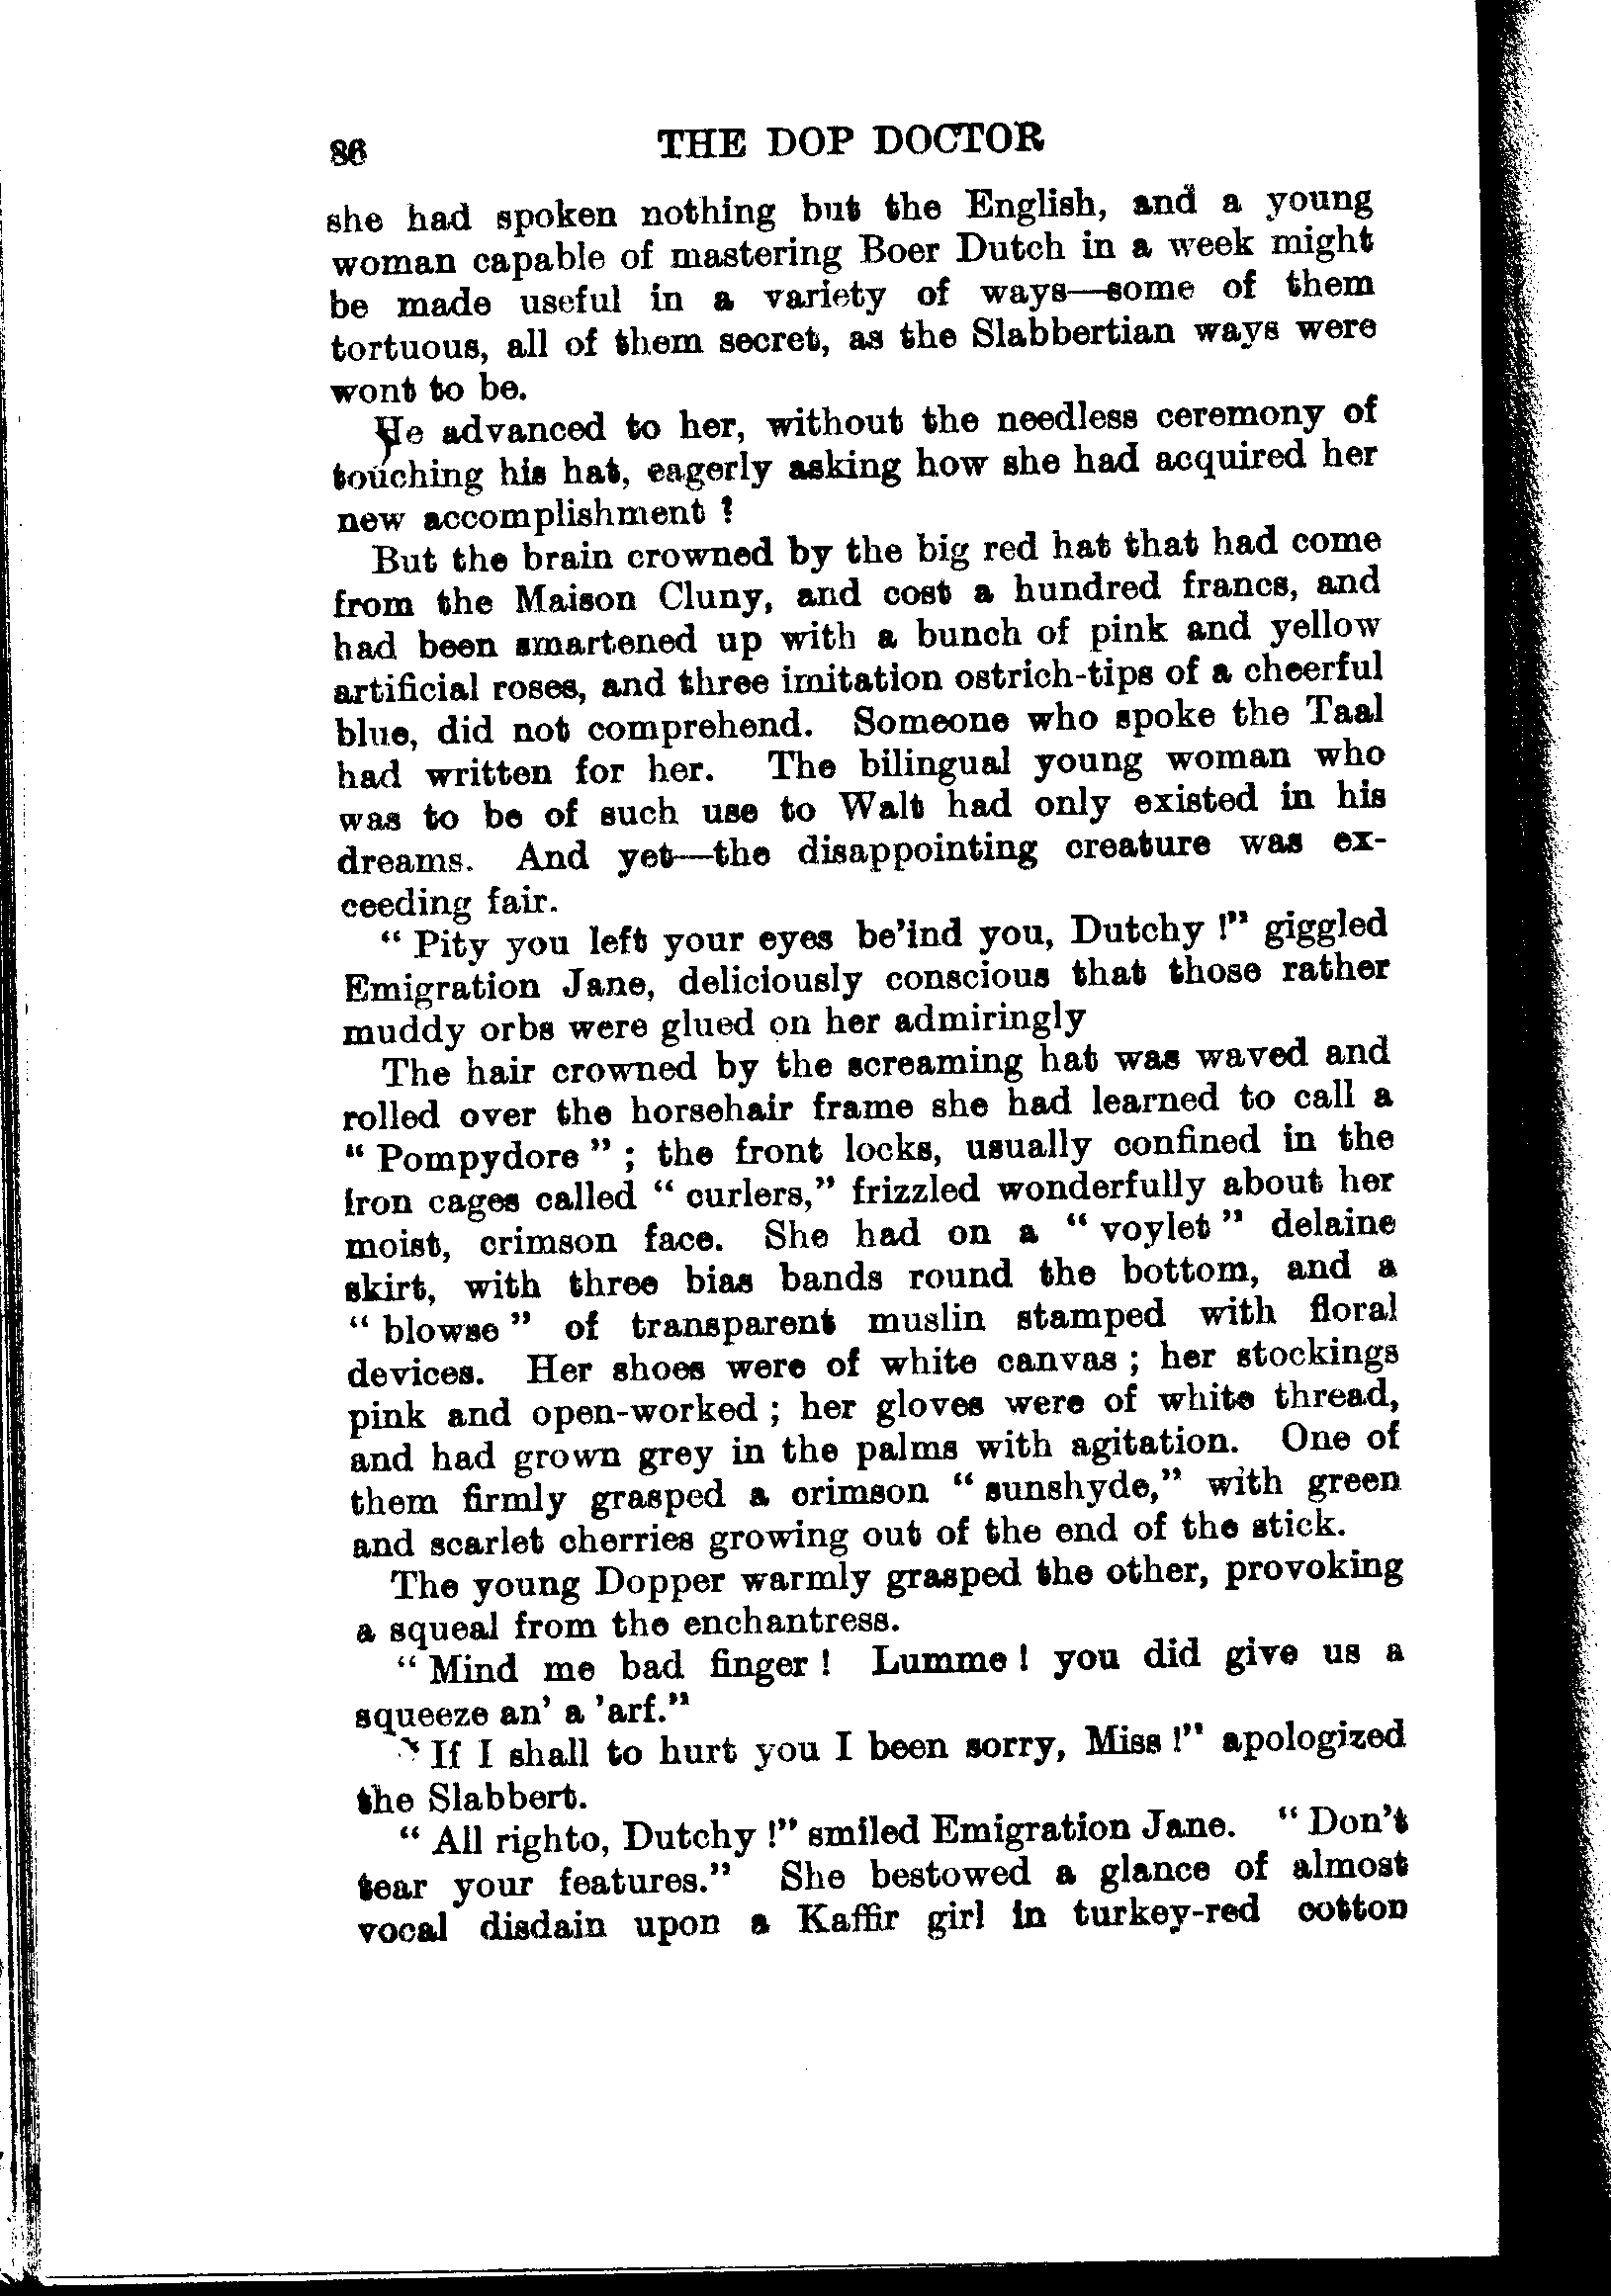 86 THE DOP DOCTOR
she had spoken nothing but the English, and a young
woman capable of mastering Boer Dutch in a week might
be made useful in a variety of ways—some of them
tortuous, all of them secret, as the Slabbertian ways were
wont to be.
He advanced to her, without the needless ceremony of
touching his hat, eagerly asking how she had acquired her
new accomplishment ?
But the brain crowned by the big red hat that had come
from the Maison Cluny, and cost a hundred francs, and
had been smartened up with a bunch of pink and yellow
artificial roses, and three imitation ostrich-tips of a cheerful
blue, did not comprehend. Someone who spoke the Taal
had written for her. The bilingual young woman who
was to be of such use to Walt had only existed in his
dreams. And yet—the disappointing creature was ex-
ceeding fair.
“ Pity you left your eyes be’ind you, Dutchy !” giggled
Emigration Jane, deliciously conscious that those rather
muddy orbs were glued on her admiringly
The hair crowned by the screaming hat was waved and
rolled over the horsehair frame she had learned to call a
“ Pompydore ” ; the front locks, usually confined in the
iron cages called “ curlers,” frizzled wonderfully about her
moist, crimson face. She had on a “ voylet ” delaine
skirt, with three bias bands round the bottom, and a
“ blowse ” of transparent muslin stamped with floral
devices. Her shoes were of white canvas ; her stockings
pink and open-worked ; her gloves were of white thread,
and had grown grey in the palms with agitation. One of
them firmly grasped a crimson “ sunshyde,” with green
and scarlet cherries growing out of the end of the stick.
The young Dopper warmly grasped the other, provoking
a squeal from the enchantress.
“ Mind me bad finger ! Lumme ! you did give us a
squeeze an’ a ’arf.”
“ If I shall to hurt you I been sorry, Miss !” apologized
the Slabbert.
“ All righto, Dutchy !” smiled Emigration Jane. “ Don’t
tear your features.” She bestowed a glance of almost
vocal disdain upon a Kaffir girl in turkey-red cotton